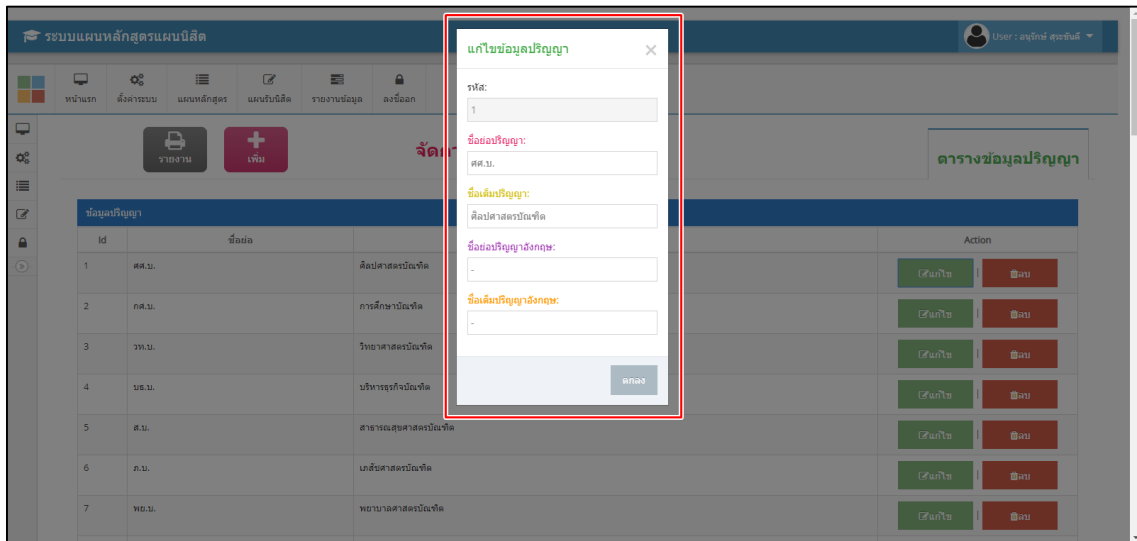 ระบบแผนหลักสูตรแผนนิสิต
User : อนุรักษ์ สุระขันตี
หน้าแรก ตั้งค่าระบบ แผนหลักสูตร แผนรับนิสิต รายงานข้อมูล ลงชื่ออก
รายงาน เพิ่ม
จัดกา
ตารางข้อมูลปริญญา
ข้อมูลปริญญา
Id ชื่อย่อ Action
1 ศศ.บ. ศิลปศาสตรบัณฑิต แก้ไข | ลบ
2 กศ.บ. การศึกษาบัณฑิต แก้ไข | ลบ
3 วท.บ. วิทยาศาสตรบัณฑิต แก้ไข | ลบ
4 บธ.บ. บริหารธุรกิจบัณฑิต แก้ไข | ลบ
5 ส.บ. สาธารณสุขศาสตรบัณฑิต แก้ไข | ลบ
6 ภ.บ. เภสัชศาสตรบัณฑิต แก้ไข | ลบ
7 พย.บ. พยาบาลศาสตรบัณฑิต แก้ไข | ลบ
แก้ไขข้อมูลปริญญา ×
รหัส:
1
ชื่อย่อปริญญา:
ศศ.บ.
ชื่อเต็มปริญญา:
ศิลปศาสตรบัณฑิต
ชื่อย่อปริญญาอังกฤษ:
-
ชื่อเต็มปริญญาอังกฤษ:
-
ตกลง